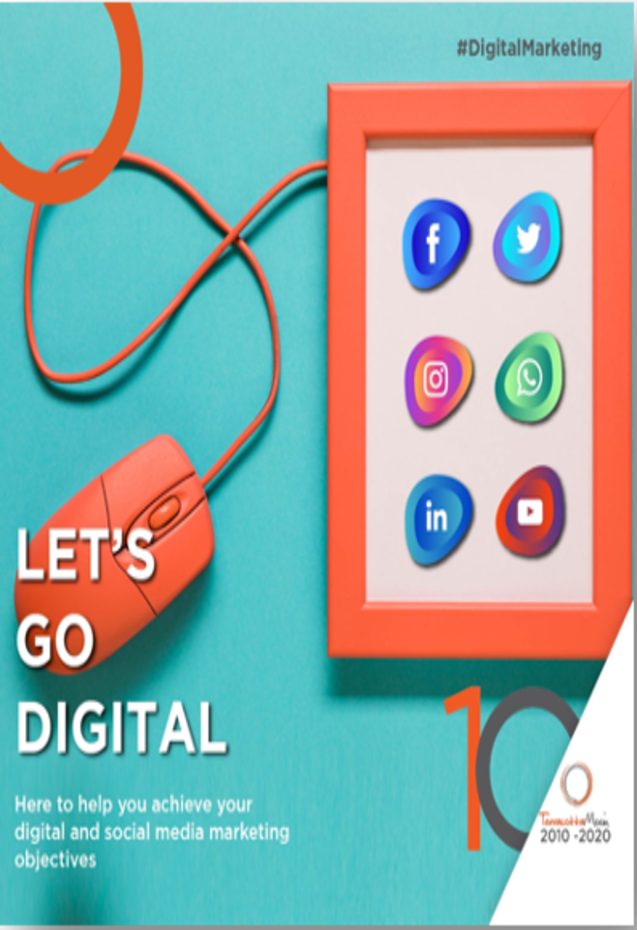 #DigitalMarketing
f
in
LET'S
GO
DIGITAL
Here to help you achieve your
digital and social media marketing
objectives
10
2010 -2020